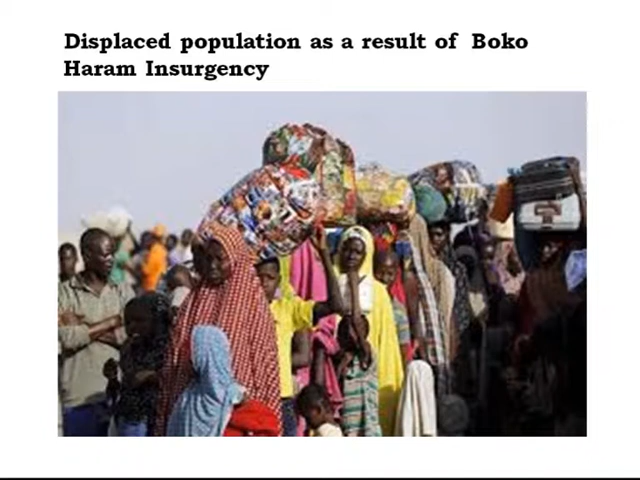 Displaced population as a result of Boko
Haram Insurgency